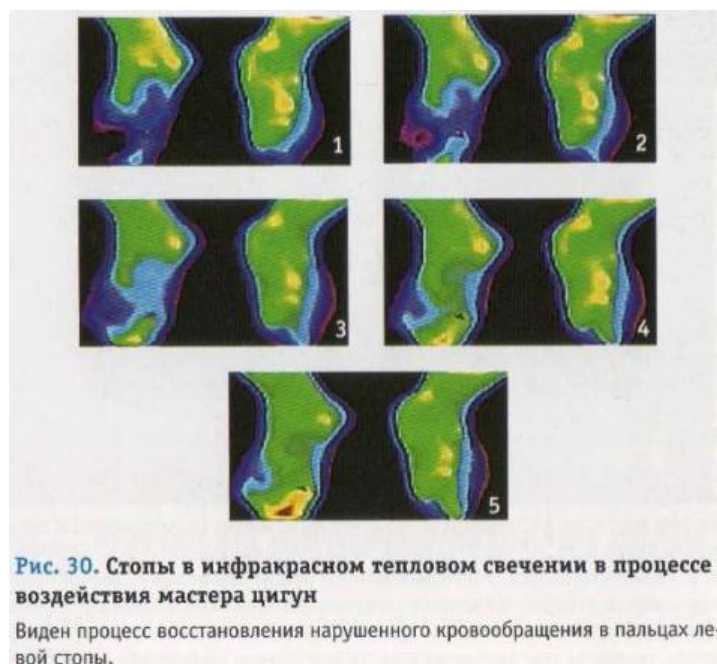 1
2
3
4
5
Рис. 30. Стопы в инфракрасном тепловом свечении в процессе
воздействия мастера цигун
Виден процесс восстановления нарушенного кровообращения в пальцах ле-
вой стопы.